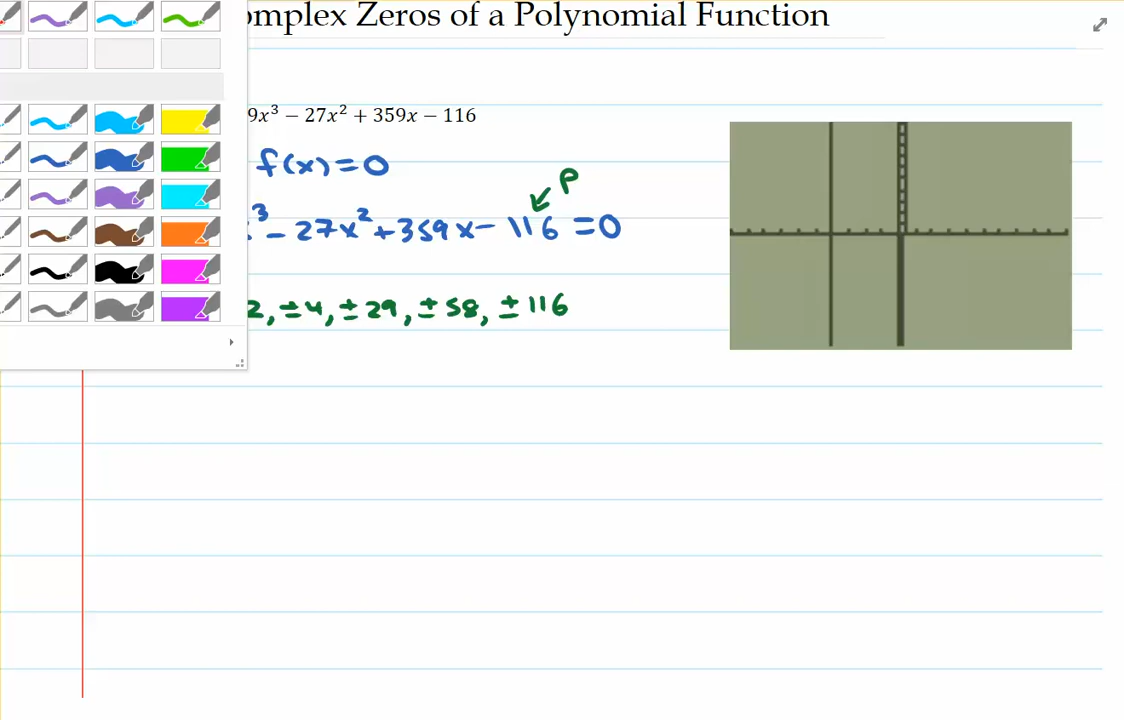 omplex Zeros of a Polynomial Function
9x³ − 27x² + 359x − 116
f(x) = 0
P
³ − 27x² + 359x − 116 = 0
2, ±4, ±29, ±58, ±116